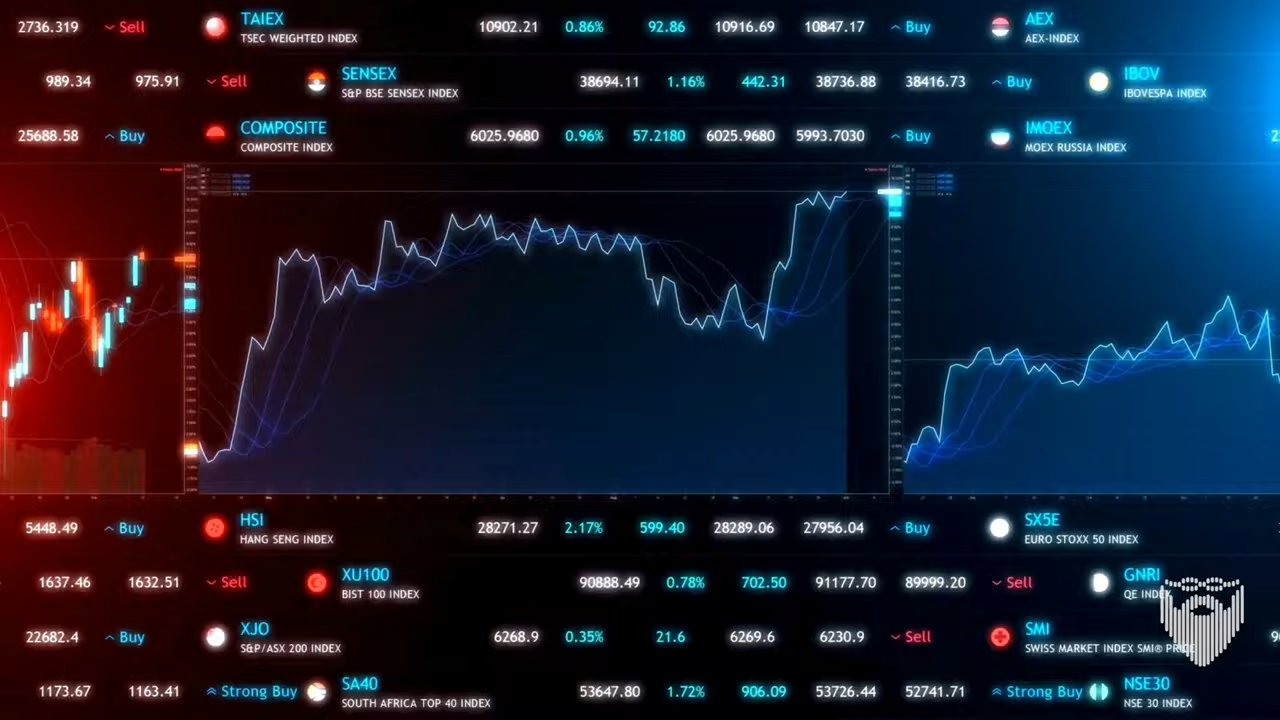 2736.319 Sell TAIEX 10902.21 0.86% 92.86 10916.69 10847.17 Buy AEX
TSEC WEIGHTED INDEX AEX-INDEX
989.34 975.91 Sell SENSEX 38694.11 1.16% 442.31 38736.88 38416.73 Buy IBOV
S&P BSE SENSEX INDEX IBOVESPA INDEX
25688.58 Buy COMPOSITE 6025.9680 0.96% 57.2180 6025.9680 5993.7030 Buy IMOEX
COMPOSITE INDEX MOEX RUSSIA INDEX
5448.49 Buy HSI 28271.27 2.17% 599.40 28289.06 27956.04 Buy SX5E
HANG SENG INDEX EURO STOXX 50 INDEX
1637.46 1632.51 Sell XU100 90888.49 0.78% 702.50 91177.70 89999.20 Sell GNRI
BIST 100 INDEX QE INDEX
22682.4 Buy XJO 6268.9 0.35% 21.6 6269.6 6230.9 Sell SMI
S&P/ASX 200 INDEX SWISS MARKET INDEX SMI® PRICE
1173.67 1163.41 Strong Buy SA40 53647.80 1.72% 906.09 53726.44 52741.71 Strong Buy NSE30
SOUTH AFRICA TOP 40 INDEX NSE 30 INDEX